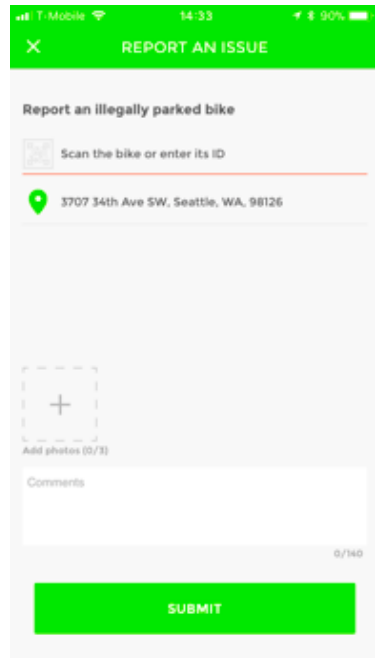 T-Mobile 14:33 90%
REPORT AN ISSUE
Report an illegally parked bike
Scan the bike or enter its ID
3707 34th Ave SW, Seattle, WA, 98126
Add photos (0/3)
Comments
0/140
SUBMIT